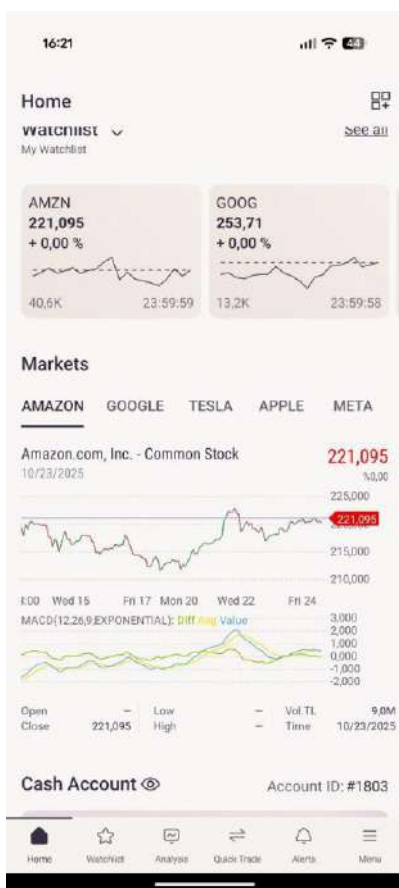 16:21
44
Home
Watchlist
See all
My Watchlist
AMZN
221,095
+ 0,00 %
40,6K 23:59:59
GOOG
253,71
+ 0,00 %
13,2K 23:59:58
Markets
AMAZON GOOGLE TESLA APPLE META
Amazon.com, Inc. - Common Stock 221,095
10/23/2025 %0,00
225,000
221,095
215,000
210,000
Wed 15 Fri 17 Mon 20 Wed 22 Fri 24
MACD(12,26,9,EXPONENTIAL): Diff Avg Value
3,000
2,000
1,000
0,000
-1,000
-2,000
Open – Low – Vol.TL 9,0M
Close 221,095 High – Time 10/23/2025
Cash Account Account ID: #1803
Home Watchlist Analysis Quick Trade Alerts Menu